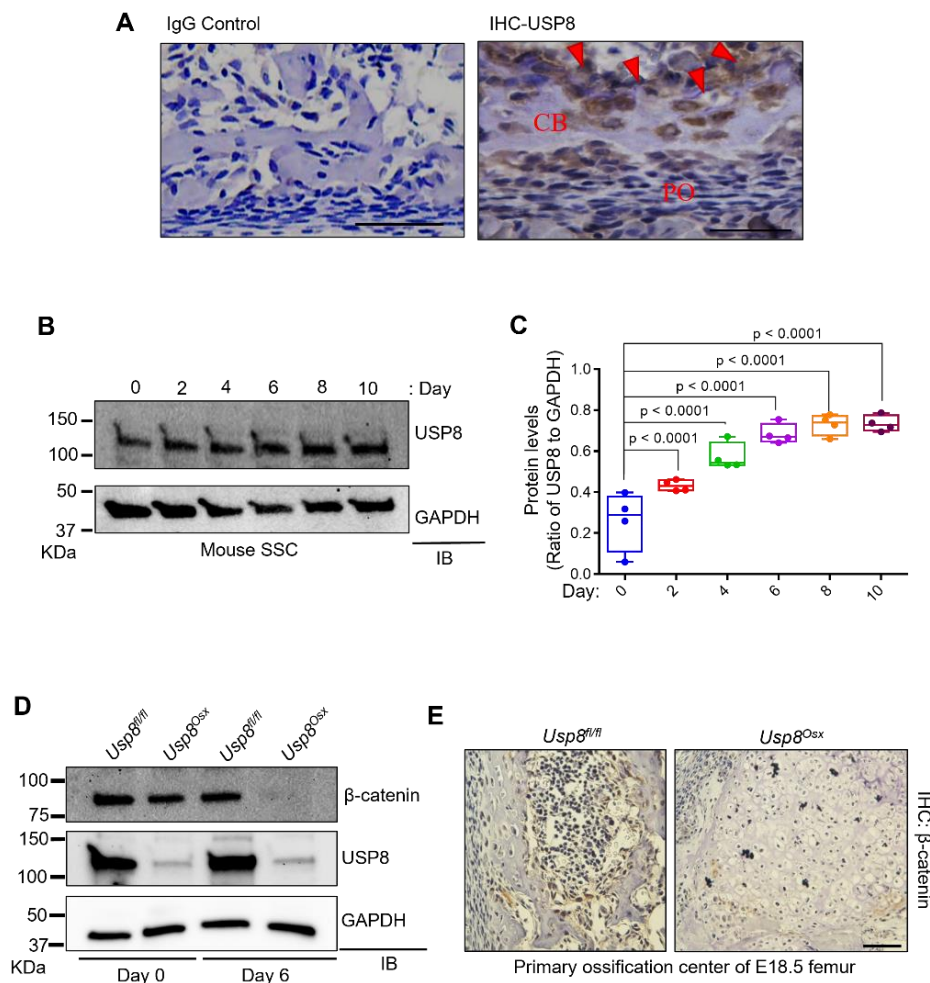 A
IgG Control
IHC-USP8
CB
PO
B
0 2 4 6 8 10 : Day
150
100
USP8
50
37
GAPDH
KDa
Mouse SSC
IB
C
p < 0.0001
p < 0.0001
p < 0.0001
p < 0.0001
p < 0.0001
Protein levels
(Ratio of USP8 to GAPDH)
1.0
0.8
0.6
0.4
0.2
0.0
Day: 0 2 4 6 8 10
D
Usp8fl/fl Usp8Osx Usp8fl/fl Usp8Osx
100
75
β-catenin
150
100
USP8
50
37
GAPDH
KDa
Day 0 Day 6
IB
E
Usp8fl/fl Usp8Osx
IHC: β-catenin
Primary ossification center of E18.5 femur